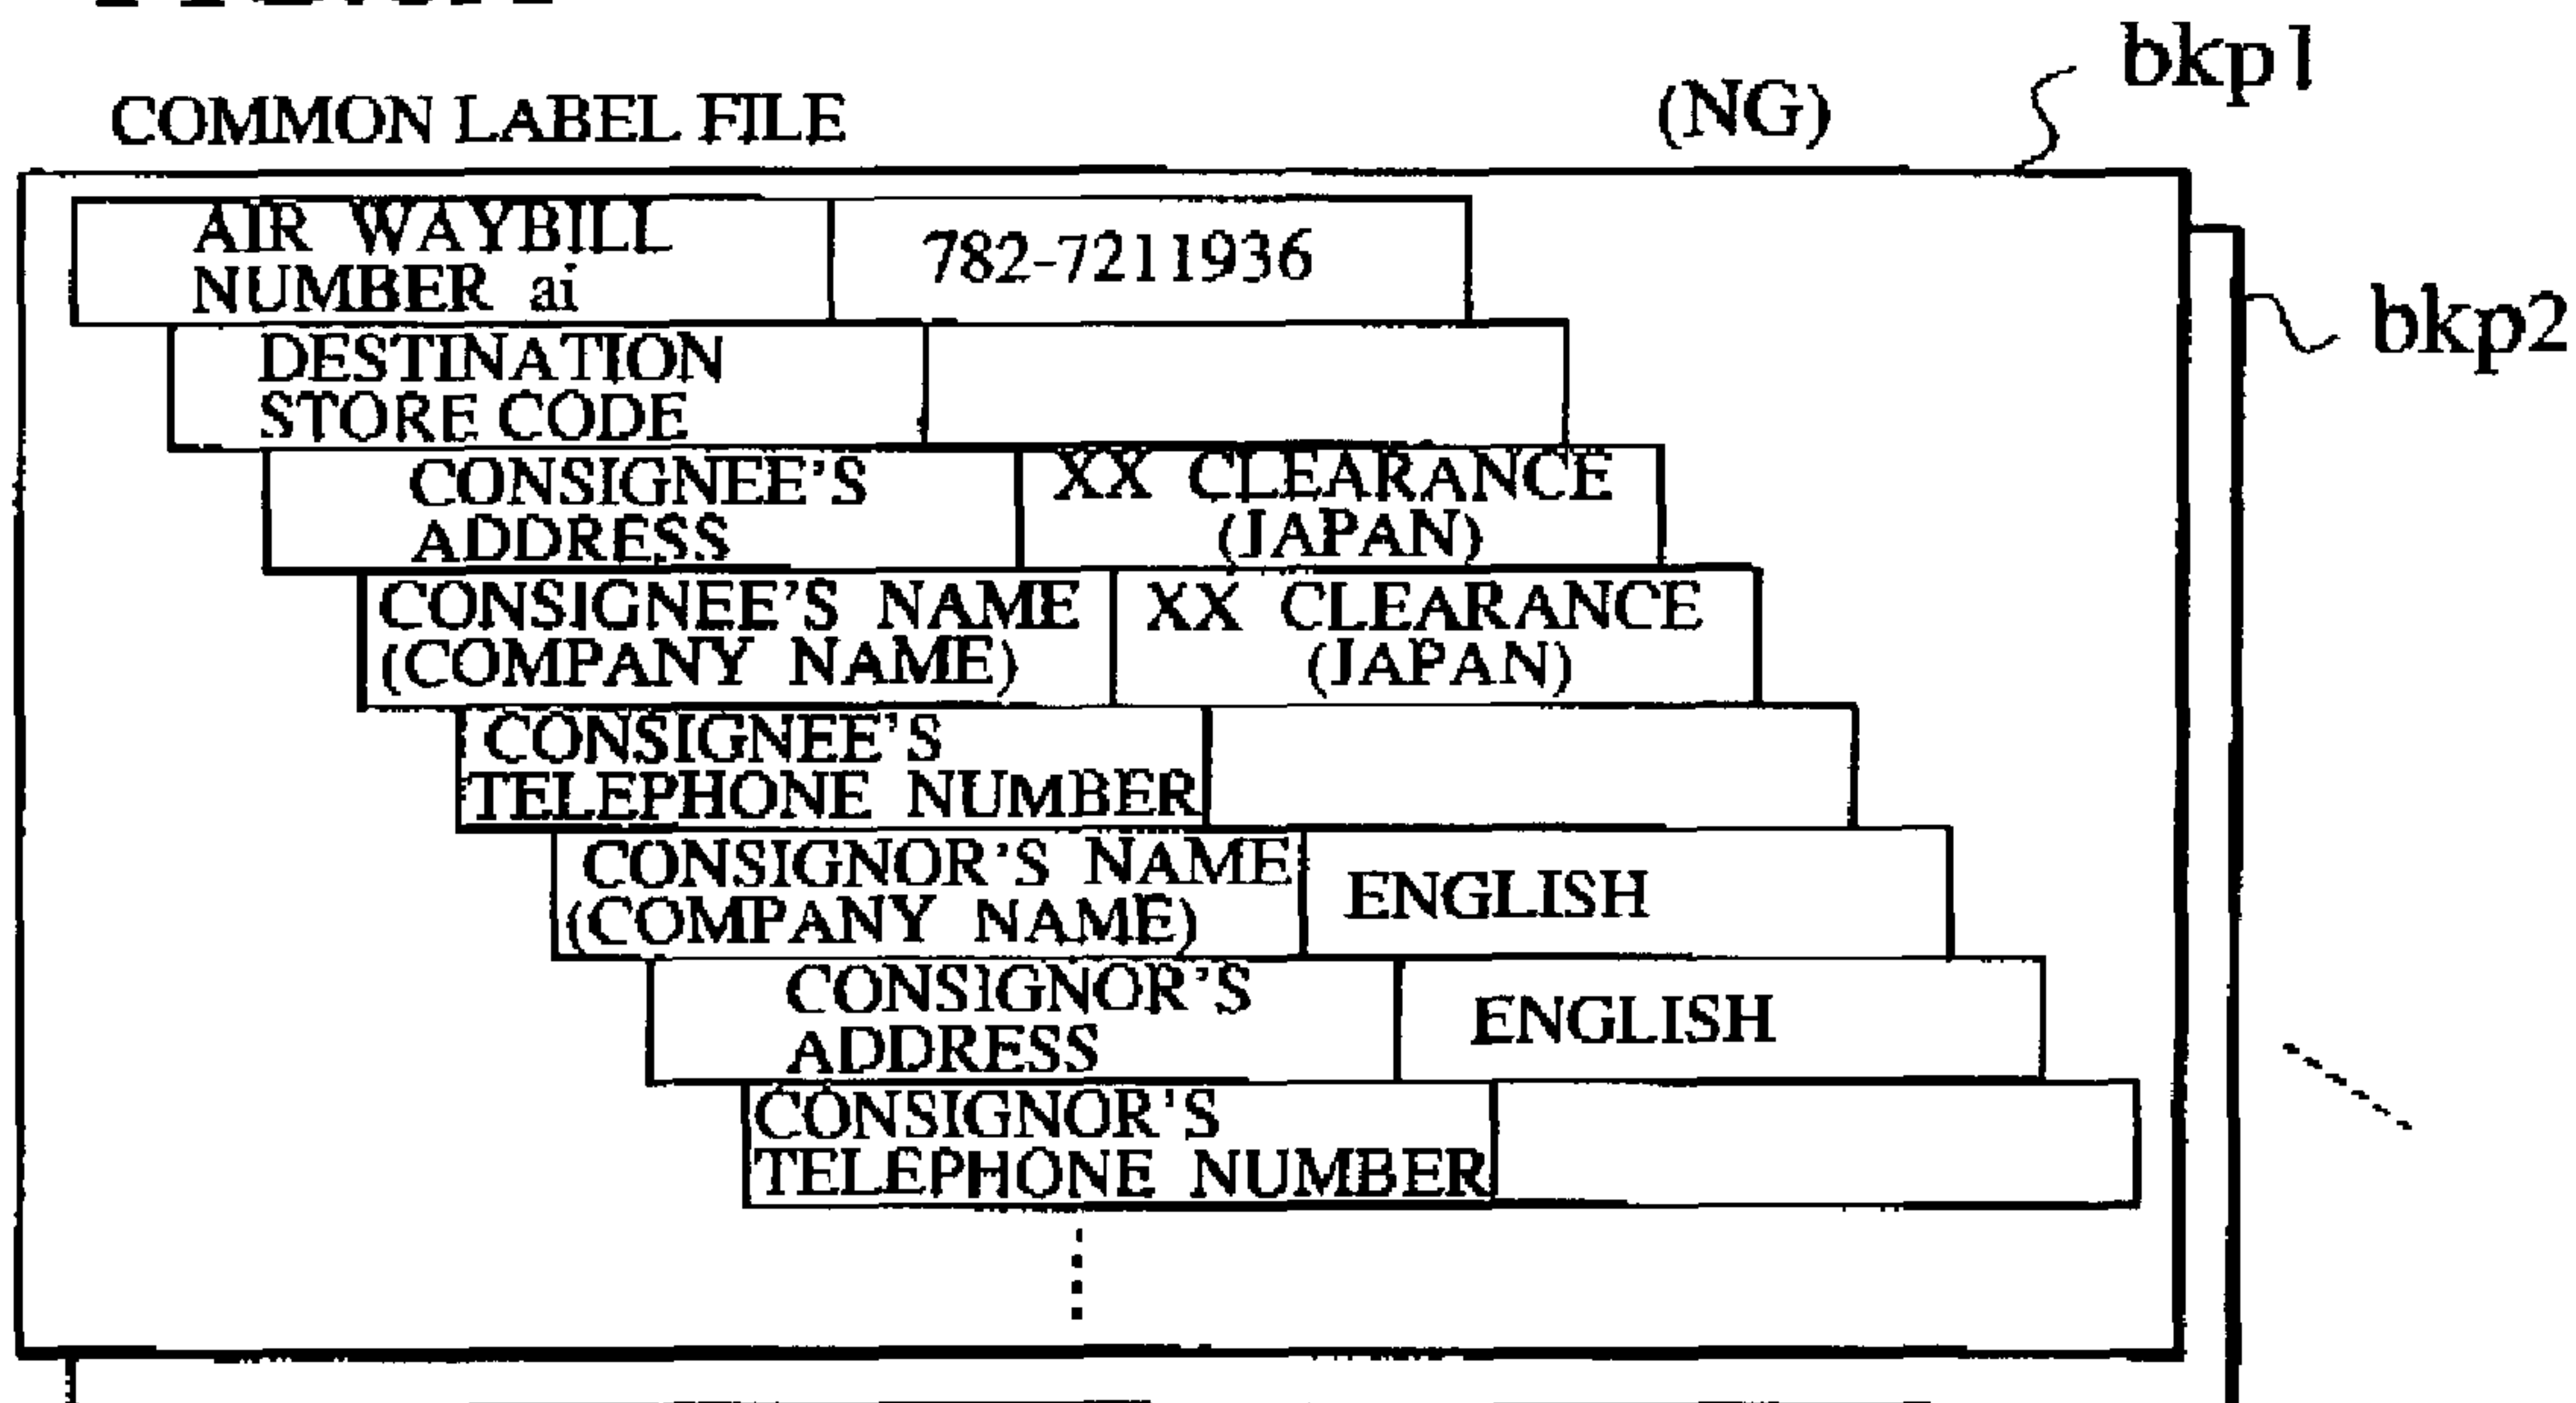 COMMON LABEL FILE
(NG)
bkp1
AIR WAYBILL
NUMBER ai
782-7211936
bkp2
DESTINATION
STORE CODE
CONSIGNEE'S
ADDRESS
XX CLEARANCE
(JAPAN)
CONSIGNEE'S NAME
(COMPANY NAME)
XX CLEARANCE
(JAPAN)
CONSIGNEE'S
TELEPHONE NUMBER
CONSIGNOR'S NAME
(COMPANY NAME)
ENGLISH
CONSIGNOR'S
ADDRESS
ENGLISH
CONSIGNOR'S
TELEPHONE NUMBER